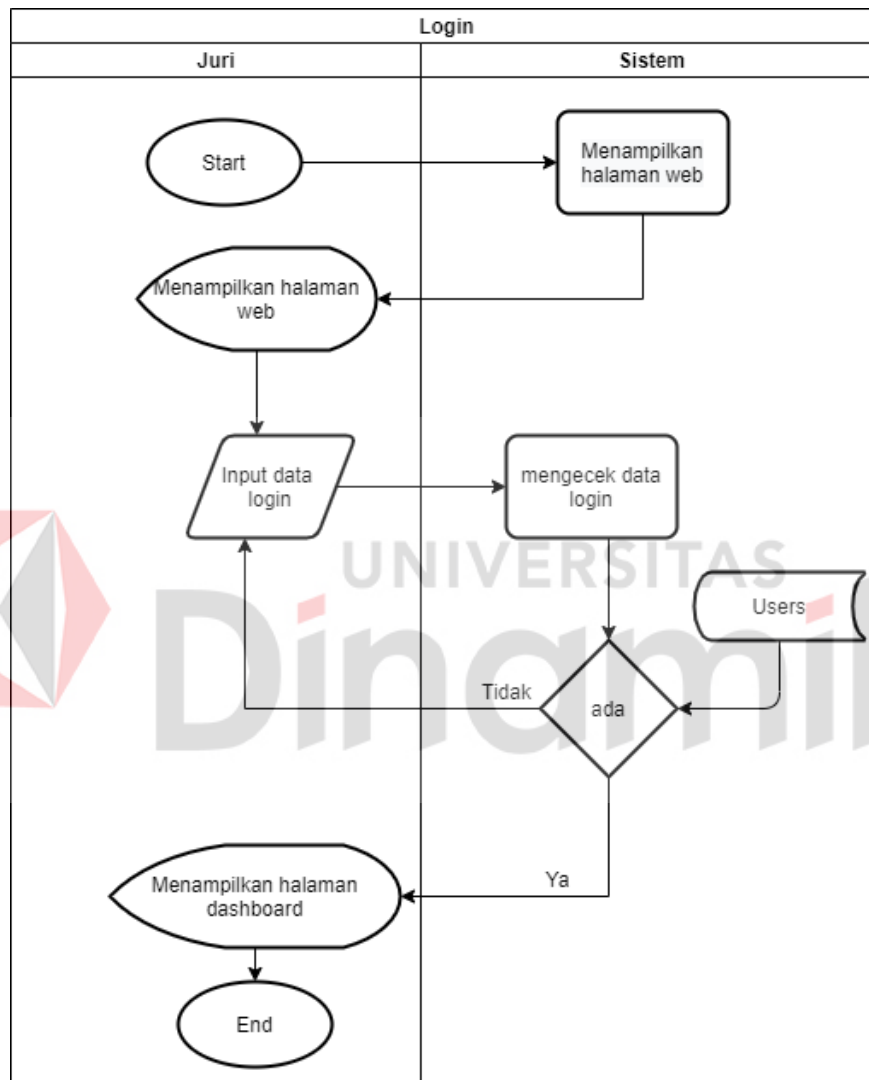 Login
Juri
Sistem
Start
Menampilkan
halaman web
Menampilkan halaman
web
Input data
login
mengecek data
login
UNIVERSITAS
Dinamik
Users
Tidak
ada
Menampilkan halaman
dashboard
Ya
End